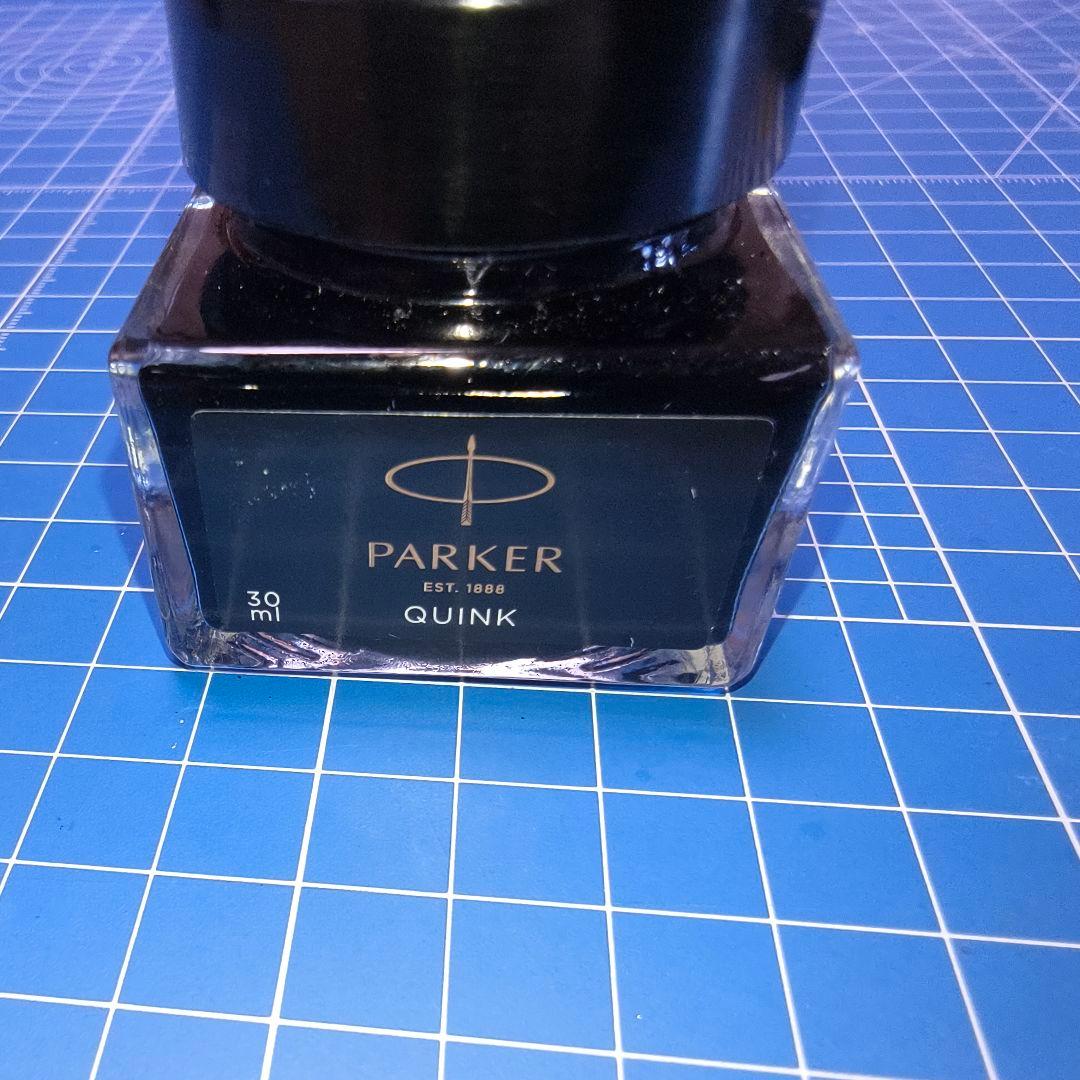 PARKER
EST. 1888
QUINK
30
ml